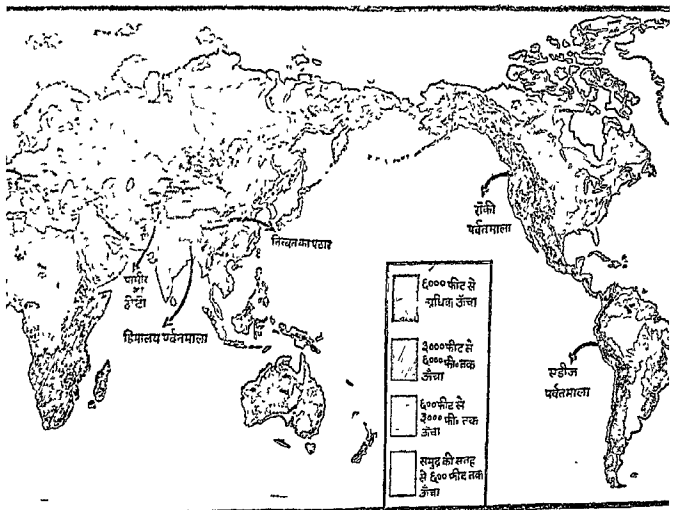 तिब्बत का पठार
पामीर
हिमालय पर्वतमाला
रॉकी
पर्वतमाला
एंडीज
पर्वतमाला
६००० फीट से
अधिक ऊँचा
३००० फीट से
६००० फी॰ तक
ऊँचा
६०० फीट से
३००० फी॰ तक
ऊँचा
समुद्र की सतह
से ६०० फीट तक
ऊँचा